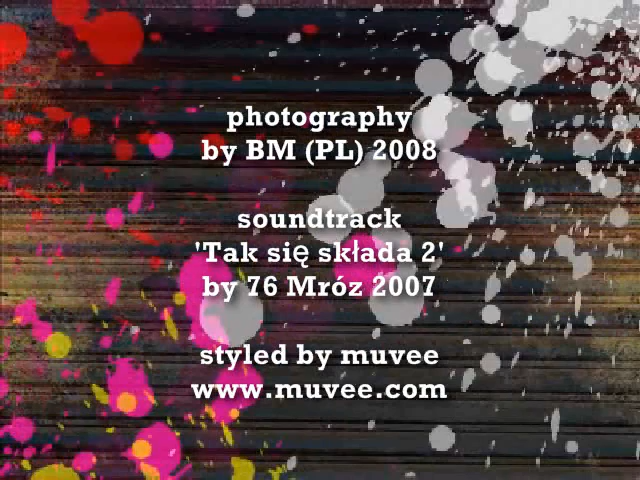 photography
by BM (PL) 2008
soundtrack
'Tak się składa 2'
by 76 Mróz 2007
styled by muvee
www.muvee.com